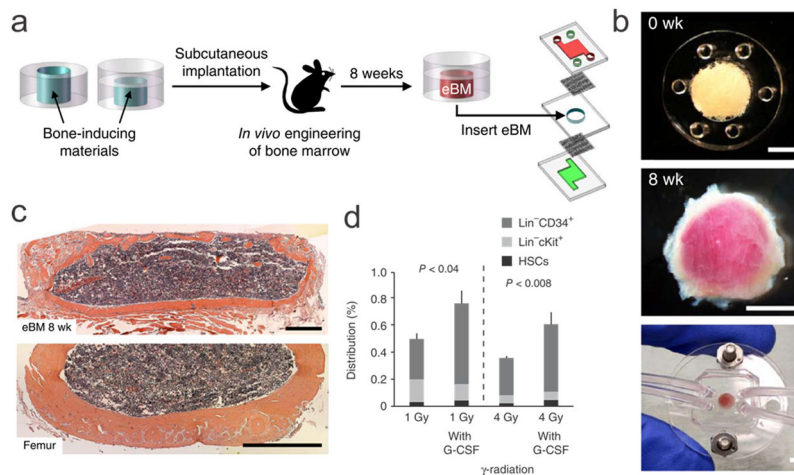 a
Subcutaneous
implantation
8 weeks
eBM
Bone-inducing
materials
In vivo engineering
of bone marrow
Insert eBM
b
0 wk
8 wk
c
eBM 8 wk
Femur
d
Lin⁻CD34⁺
Lin⁻cKit⁺
HSCs
P < 0.04
P < 0.008
Distribution (%)
1.0
0.8
0.6
0.4
0.2
0
1 Gy
1 Gy
With
G-CSF
4 Gy
4 Gy
With
G-CSF
γ-radiation